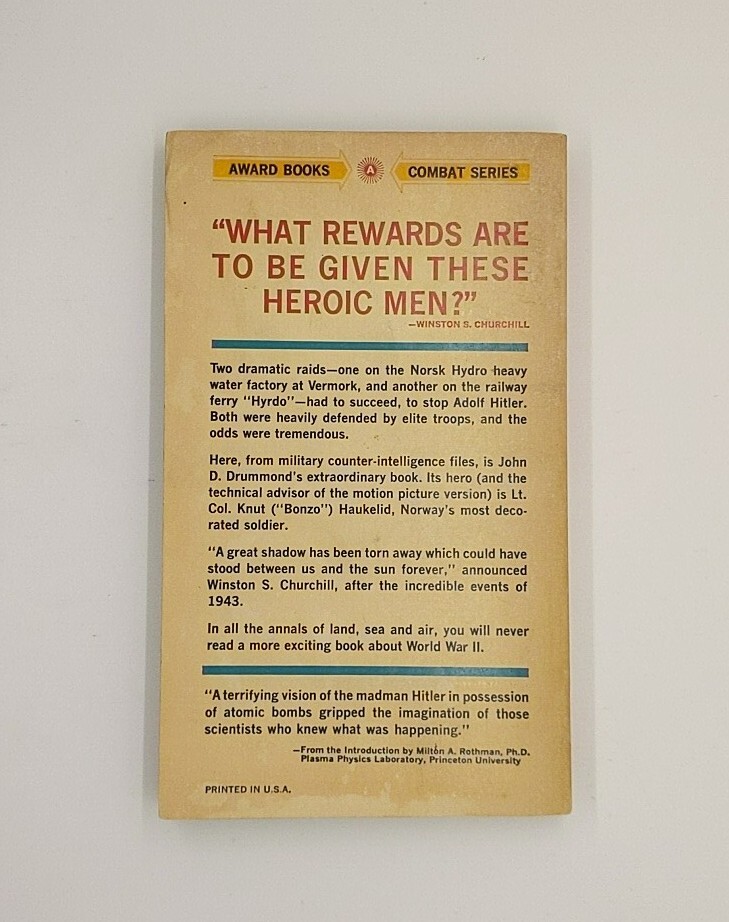 AWARD BOOKS A COMBAT SERIES
“WHAT REWARDS ARE
TO BE GIVEN THESE
HEROIC MEN?”
—WINSTON S. CHURCHILL
Two dramatic raids—one on the Norsk Hydro heavy
water factory at Vermork, and another on the railway
ferry “Hyrdo”—had to succeed, to stop Adolf Hitler.
Both were heavily defended by elite troops, and the
odds were tremendous.
Here, from military counter-intelligence files, is John
D. Drummond’s extraordinary book. Its hero (and the
technical advisor of the motion picture version) is Lt.
Col. Knut (“Bonzo”) Haukelid, Norway’s most deco-
rated soldier.
“A great shadow has been torn away which could have
stood between us and the sun forever,” announced
Winston S. Churchill, after the incredible events of
1943.
In all the annals of land, sea and air, you will never
read a more exciting book about World War II.
“A terrifying vision of the madman Hitler in possession
of atomic bombs gripped the imagination of those
scientists who knew what was happening.”
—From the Introduction by Milton A. Rothman, Ph.D.
Plasma Physics Laboratory, Princeton University
PRINTED IN U.S.A.